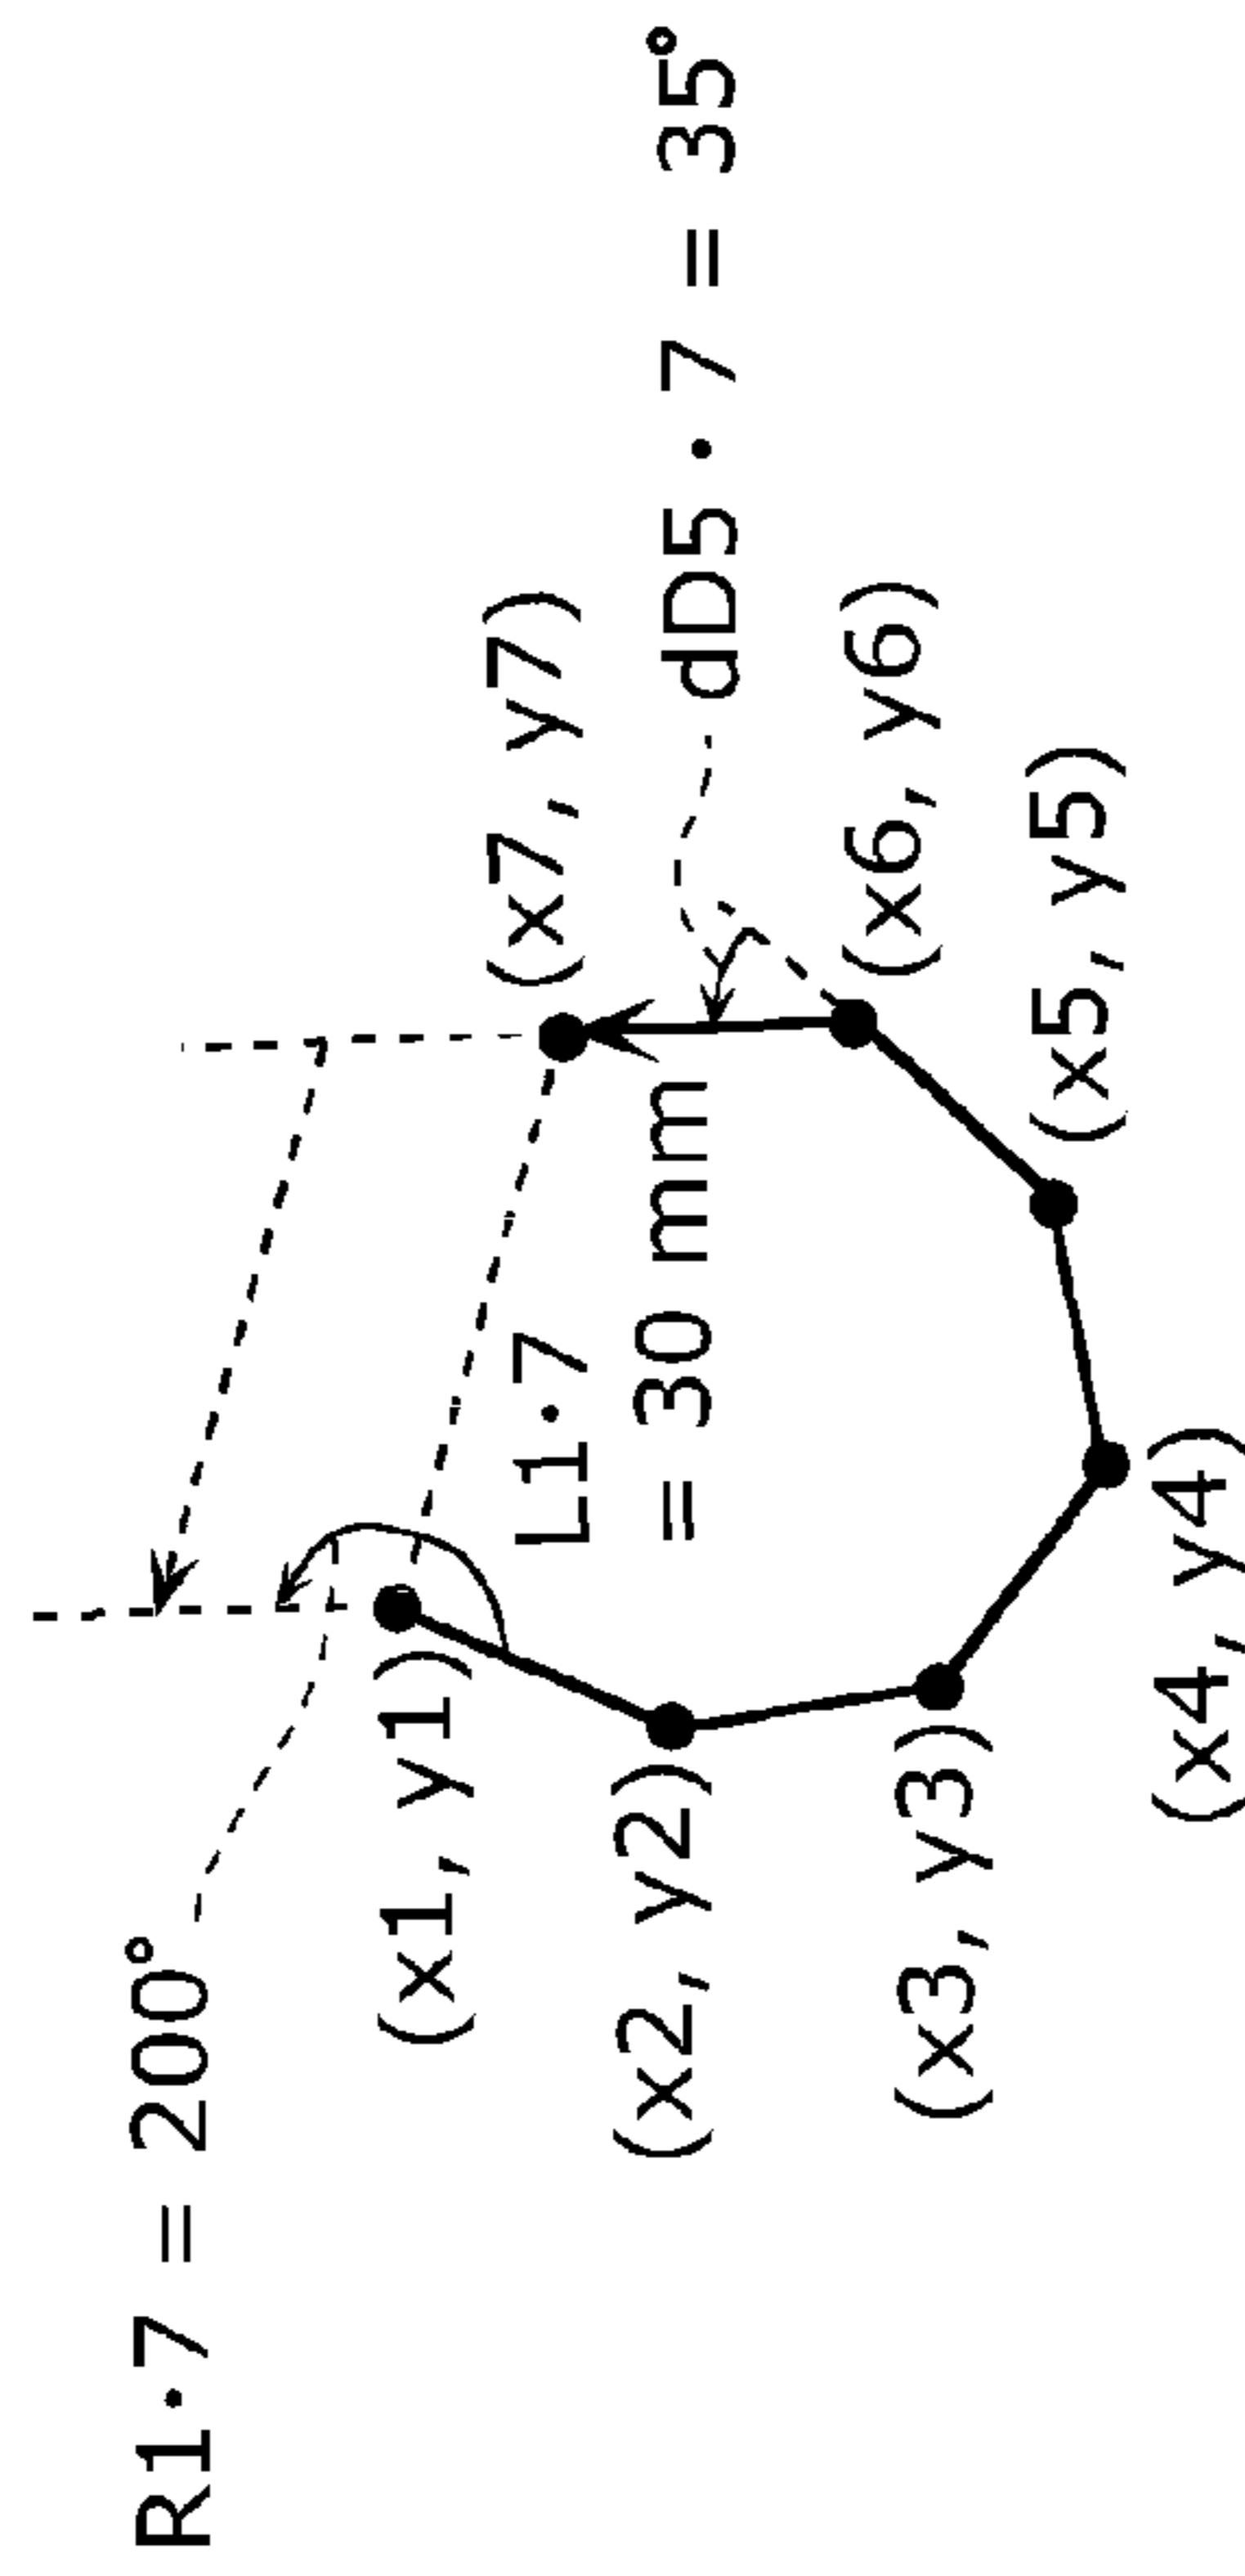 R1·7 = 200°
(x1, y1)
(x7, y7)
L1·7
= 30 mm
dD5·7 = 35°
(x2, y2)
(x6, y6)
(x3, y3)
(x5, y5)
(x4, y4)